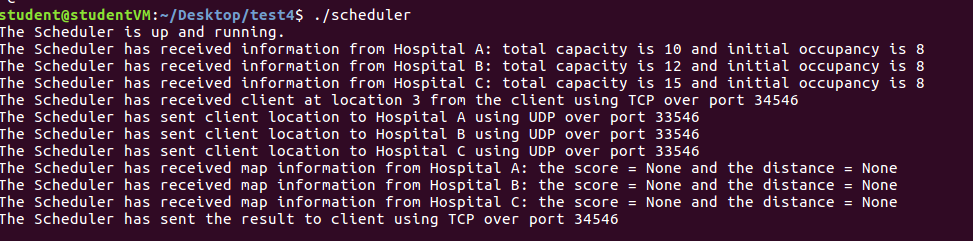 student@studentVM:~/Desktop/test4$ ./scheduler
The Scheduler is up and running.
The Scheduler has received information from Hospital A: total capacity is 10 and initial occupancy is 8
The Scheduler has received information from Hospital B: total capacity is 12 and initial occupancy is 8
The Scheduler has received information from Hospital C: total capacity is 15 and initial occupancy is 8
The Scheduler has received client at location 3 from the client using TCP over port 34546
The Scheduler has sent client location to Hospital A using UDP over port 33546
The Scheduler has sent client location to Hospital B using UDP over port 33546
The Scheduler has sent client location to Hospital C using UDP over port 33546
The Scheduler has received map information from Hospital A: the score = None and the distance = None
The Scheduler has received map information from Hospital B: the score = None and the distance = None
The Scheduler has received map information from Hospital C: the score = None and the distance = None
The Scheduler has sent the result to client using TCP over port 34546